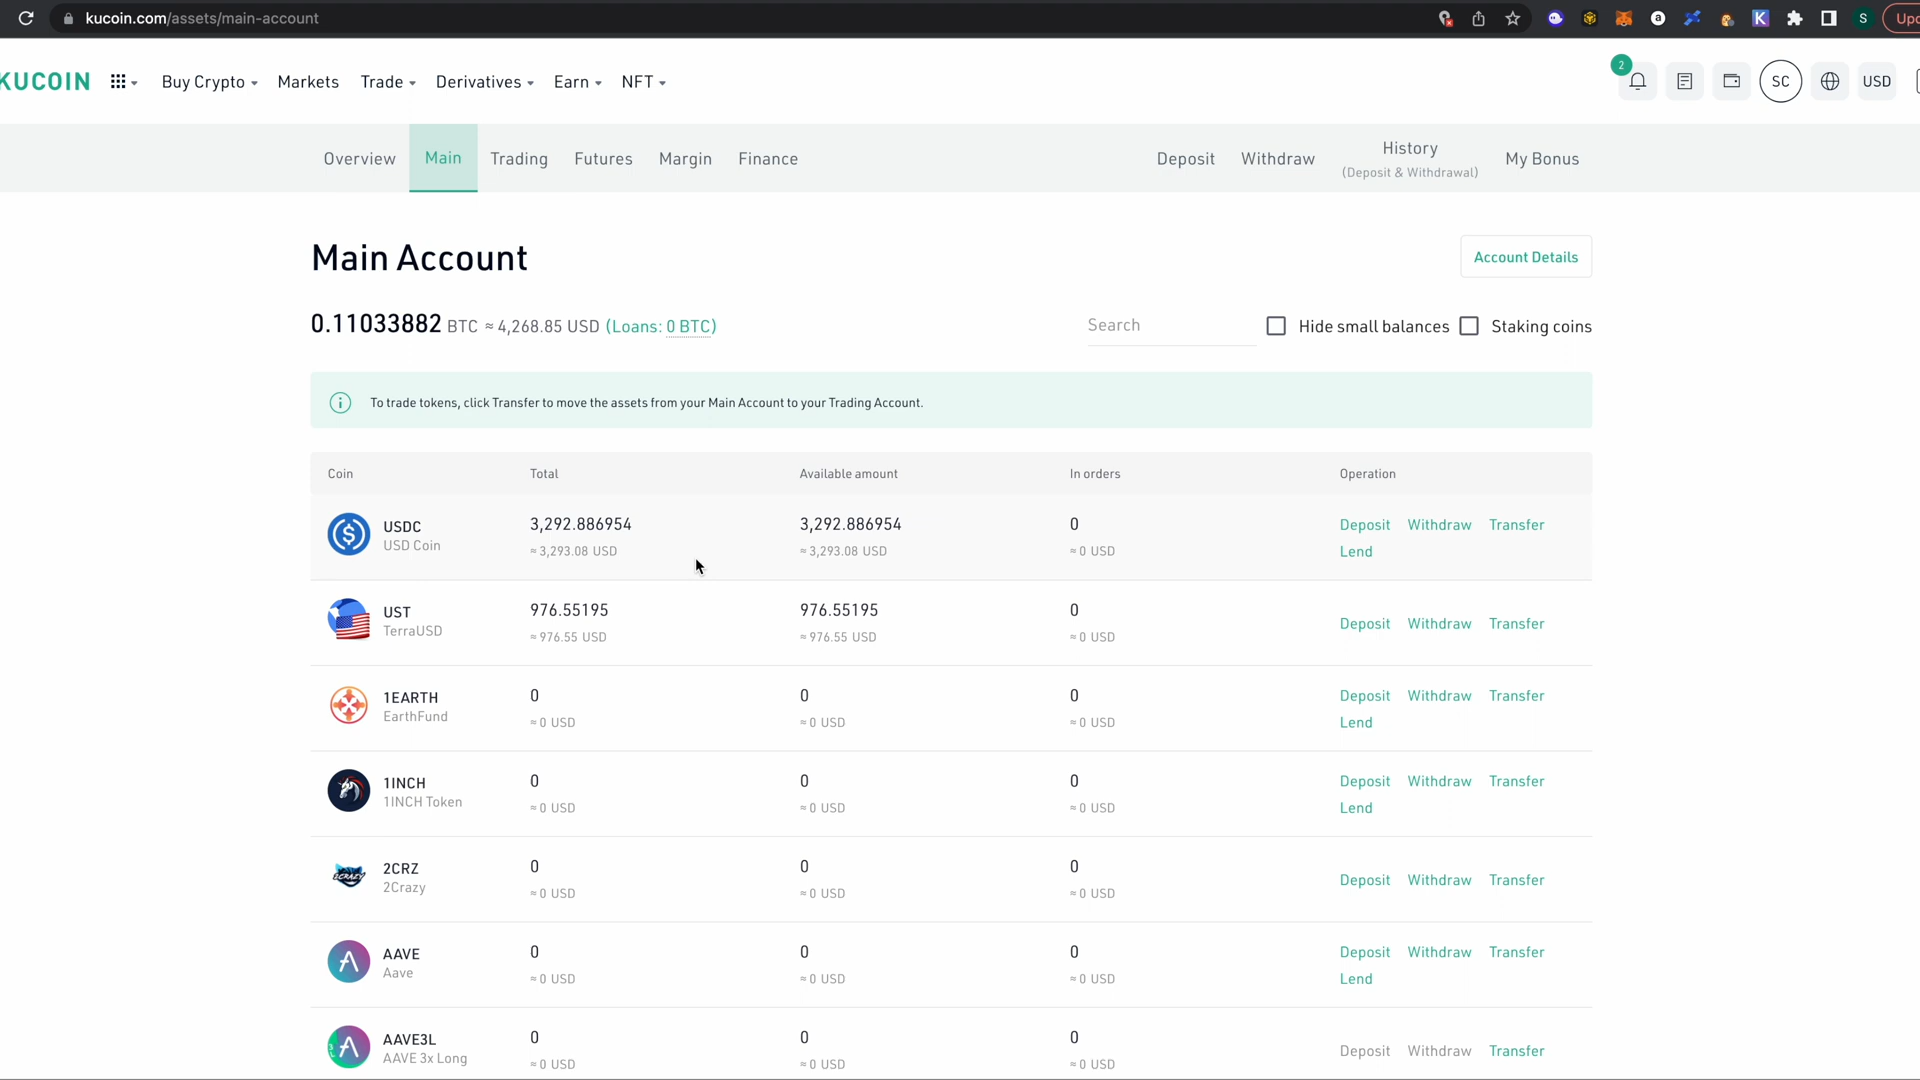 kucoin.com/assets/main-account
S
KUCOIN Buy Crypto Markets Trade Derivatives Earn NFT 2 SC USD
Overview Main Trading Futures Margin Finance Deposit Withdraw History (Deposit & Withdrawal) My Bonus
Main Account Account Details
0.11033882 BTC ≈ 4,268.85 USD (Loans: 0 BTC) Search Hide small balances Staking coins
To trade tokens, click Transfer to move the assets from your Main Account to your Trading Account.
Coin Total Available amount In orders Operation
USDC 3,292.886954 3,292.886954 0 Deposit Withdraw Transfer
USD Coin ≈ 3,293.08 USD ≈ 3,293.08 USD ≈ 0 USD Lend
UST 976.55195 976.55195 0 Deposit Withdraw Transfer
TerraUSD ≈ 976.55 USD ≈ 976.55 USD ≈ 0 USD
1EARTH 0 0 0 Deposit Withdraw Transfer
EarthFund ≈ 0 USD ≈ 0 USD ≈ 0 USD Lend
1INCH 0 0 0 Deposit Withdraw Transfer
1INCH Token ≈ 0 USD ≈ 0 USD ≈ 0 USD Lend
2CRZ 0 0 0 Deposit Withdraw Transfer
2Crazy ≈ 0 USD ≈ 0 USD ≈ 0 USD
AAVE 0 0 0 Deposit Withdraw Transfer
Aave ≈ 0 USD ≈ 0 USD ≈ 0 USD Lend
AAVE3L 0 0 0 Deposit Withdraw Transfer
AAVE 3x Long ≈ 0 USD ≈ 0 USD ≈ 0 USD